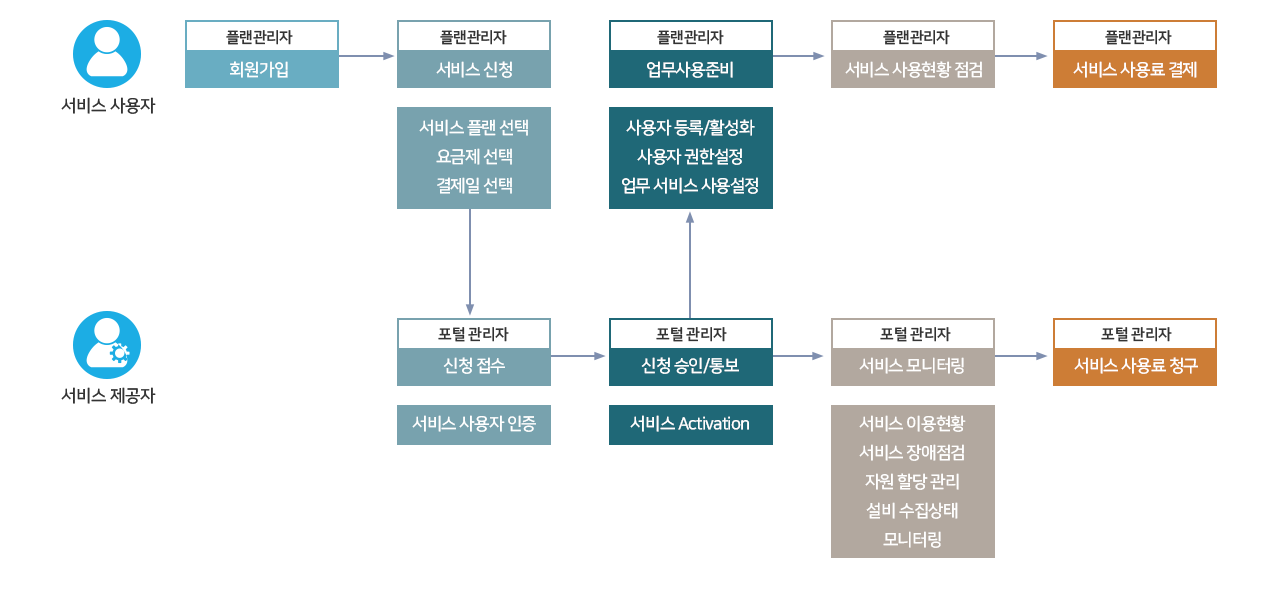 서비스 사용자
플랜관리자
회원가입
플랜관리자
서비스 신청
서비스 플랜 선택
요금제 선택
결제일 선택
플랜관리자
업무사용준비
사용자 등록/활성화
사용자 권한설정
업무 서비스 사용설정
플랜관리자
서비스 사용현황 점검
플랜관리자
서비스 사용료 결제
서비스 제공자
포털 관리자
신청 접수
서비스 사용자 인증
포털 관리자
신청 승인/통보
서비스 Activation
포털 관리자
서비스 모니터링
서비스 이용현황
서비스 장애점검
자원 할당 관리
설비 수집상태
모니터링
포털 관리자
서비스 사용료 청구